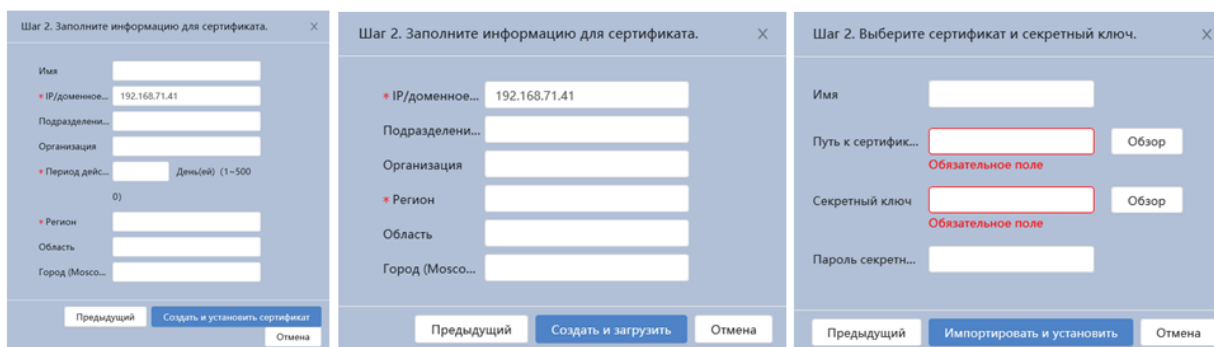 Шаг 2. Заполните информацию для сертификата.
Имя
* IP/доменное... 192.168.71.41
Подразделени...
Организация
* Период дейс... День(ей) (1~500
0)
* Регион
Область
Город (Mosco...
Предыдущий Создать и установить сертификат
Отмена
Шаг 2. Заполните информацию для сертификата.
* IP/доменное... 192.168.71.41
Подразделени...
Организация
* Регион
Область
Город (Mosco...
Предыдущий Создать и загрузить Отмена
Шаг 2. Выберите сертификат и секретный ключ.
Имя
Путь к сертифик... Обзор
Обязательное поле
Секретный ключ Обзор
Обязательное поле
Пароль секретн...
Предыдущий Импортировать и установить Отмена